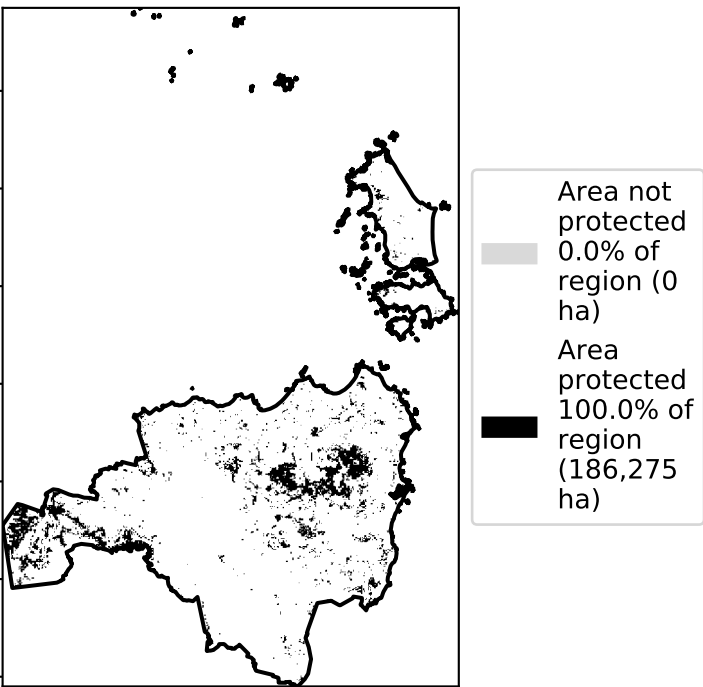 Area not
protected
0.0% of
region (0
ha)
Area
protected
100.0% of
region
(186,275
ha)